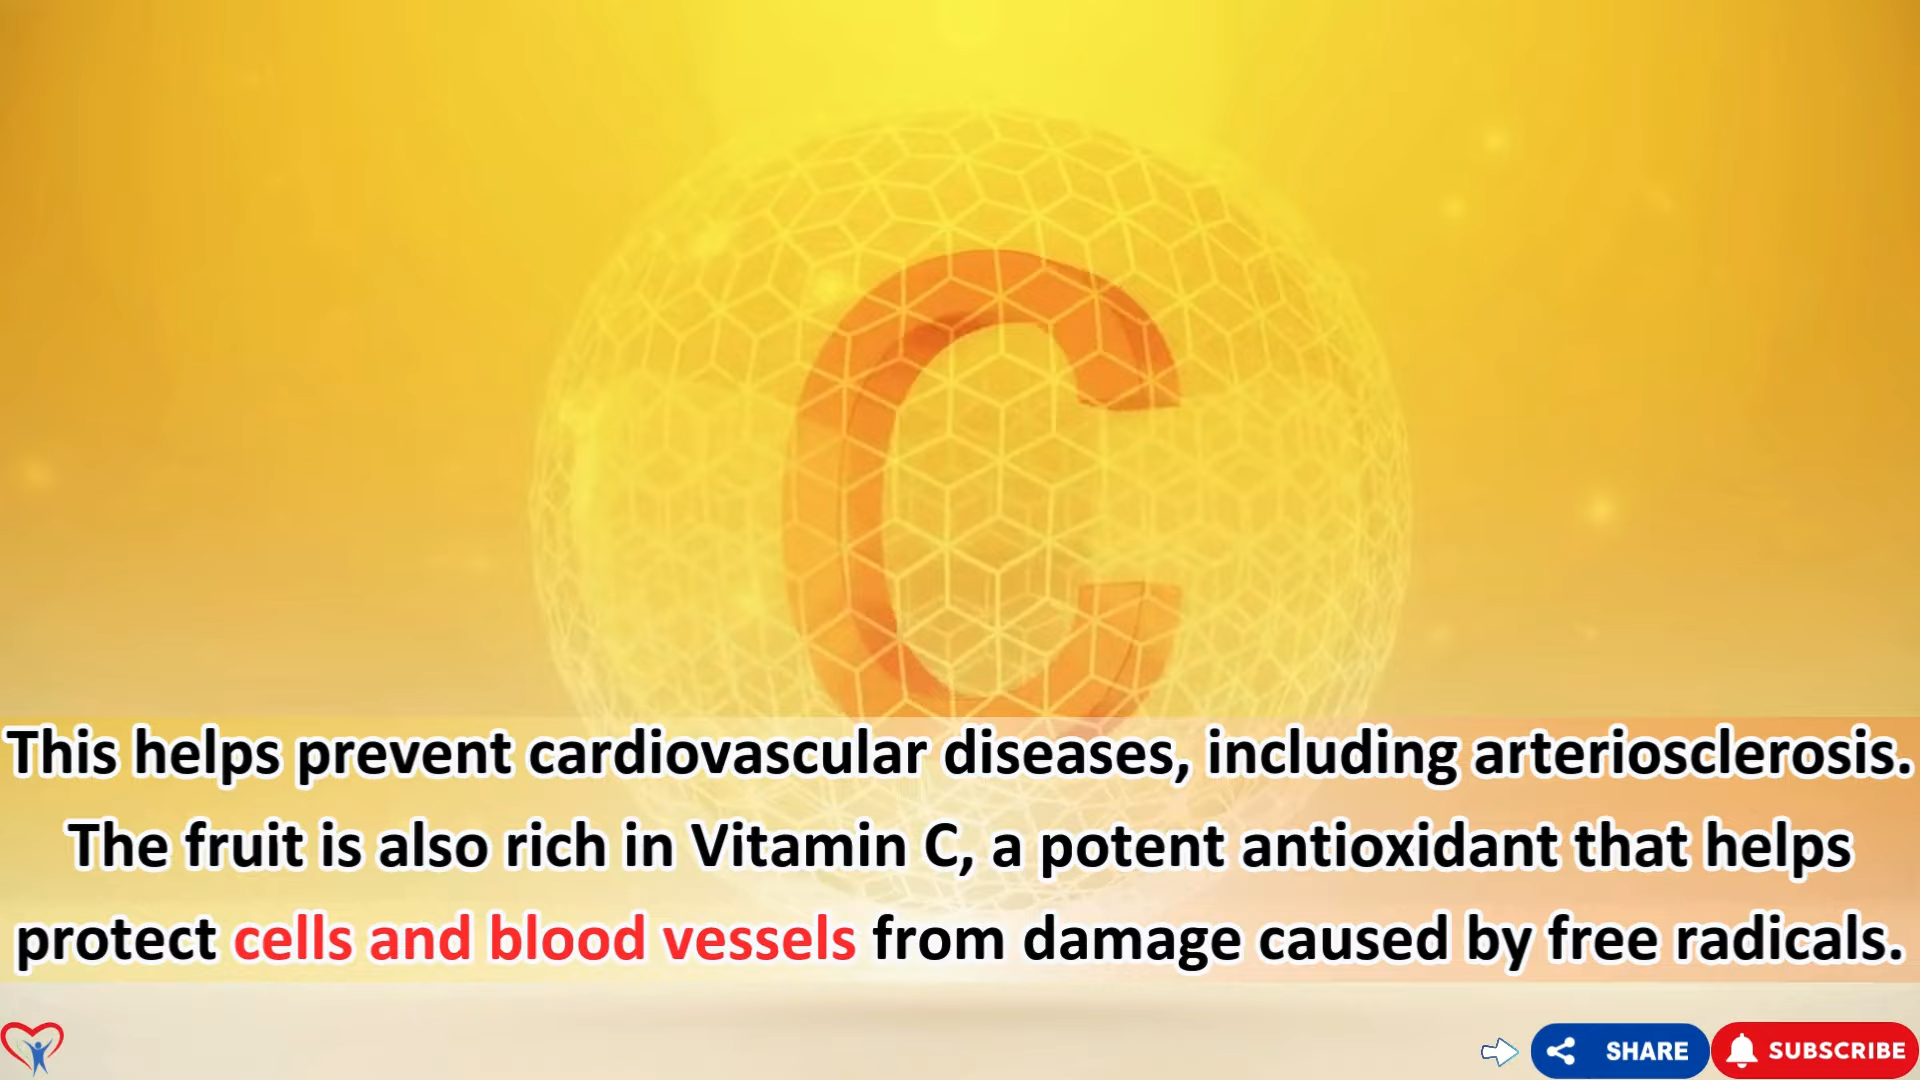 C
This helps prevent cardiovascular diseases, including arteriosclerosis.
The fruit is also rich in Vitamin C, a potent antioxidant that helps
protect cells and blood vessels from damage caused by free radicals.
SHARE
SUBSCRIBE